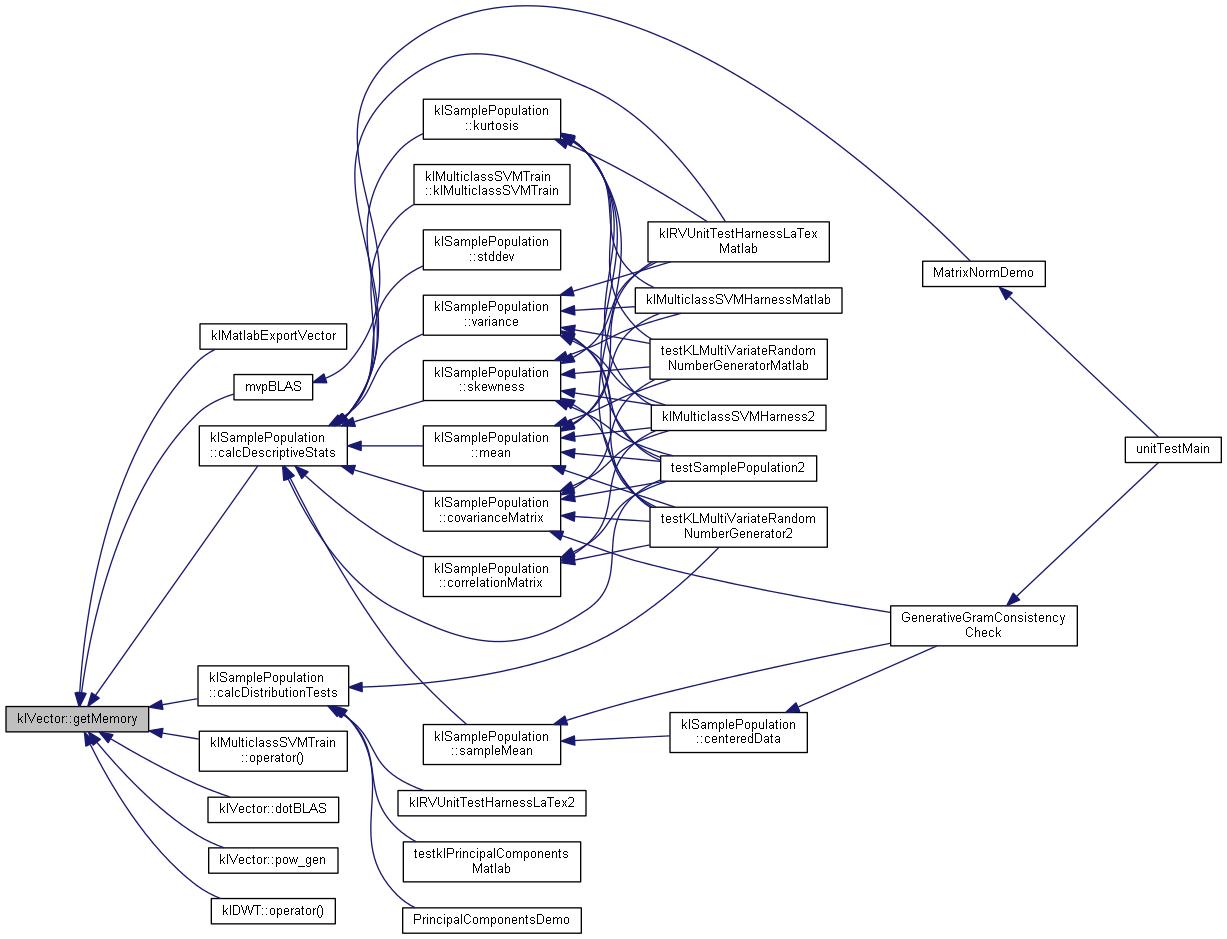 klSamplePopulation
::kurtosis
klMulticlassSVMTrain
::klMulticlassSVMTrain
klSamplePopulation
::stddev
klSamplePopulation
::variance
klSamplePopulation
::skewness
klSamplePopulation
::mean
klSamplePopulation
::covarianceMatrix
klSamplePopulation
::correlationMatrix
klRVUnitTestHarnessLaTex
Matlab
klMulticlassSVMHarnessMatlab
testKLMultiVariateRandom
NumberGeneratorMatlab
klMulticlassSVMHarness2
testSamplePopulation2
testKLMultiVariateRandom
NumberGenerator2
MatrixNormDemo
unitTestMain
GenerativeGramConsistency
Check
klMatlabExportVector
mvpBLAS
klSamplePopulation
::calcDescriptiveStats
klSamplePopulation
::calcDistributionTests
klVector::getMemory
klMulticlassSVMTrain
::operator()
klVector::dotBLAS
klVector::pow_gen
klDWT::operator()
klSamplePopulation
::sampleMean
klSamplePopulation
::centeredData
klRVUnitTestHarnessLaTex2
testklPrincipalComponents
Matlab
PrincipalComponentsDemo